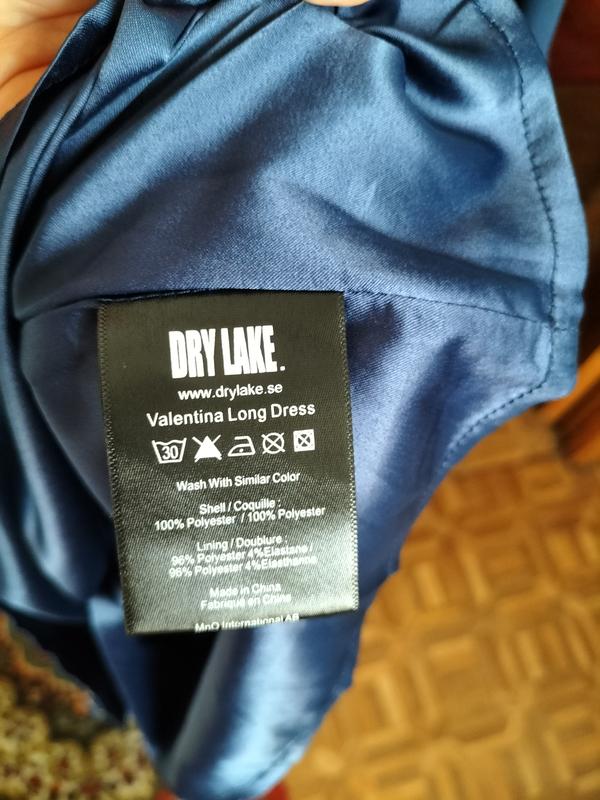 DRY LAKE.
www.drylake.se
Valentina Long Dress
30
Wash With Similar Color
Shell / Coquille :
100% Polyester / 100% Polyester
Lining / Doublure :
96% Polyester 4%Elastane /
96% Polyester 4%Elasthanne
Made in China
Fabriqué en China
MnO International AB